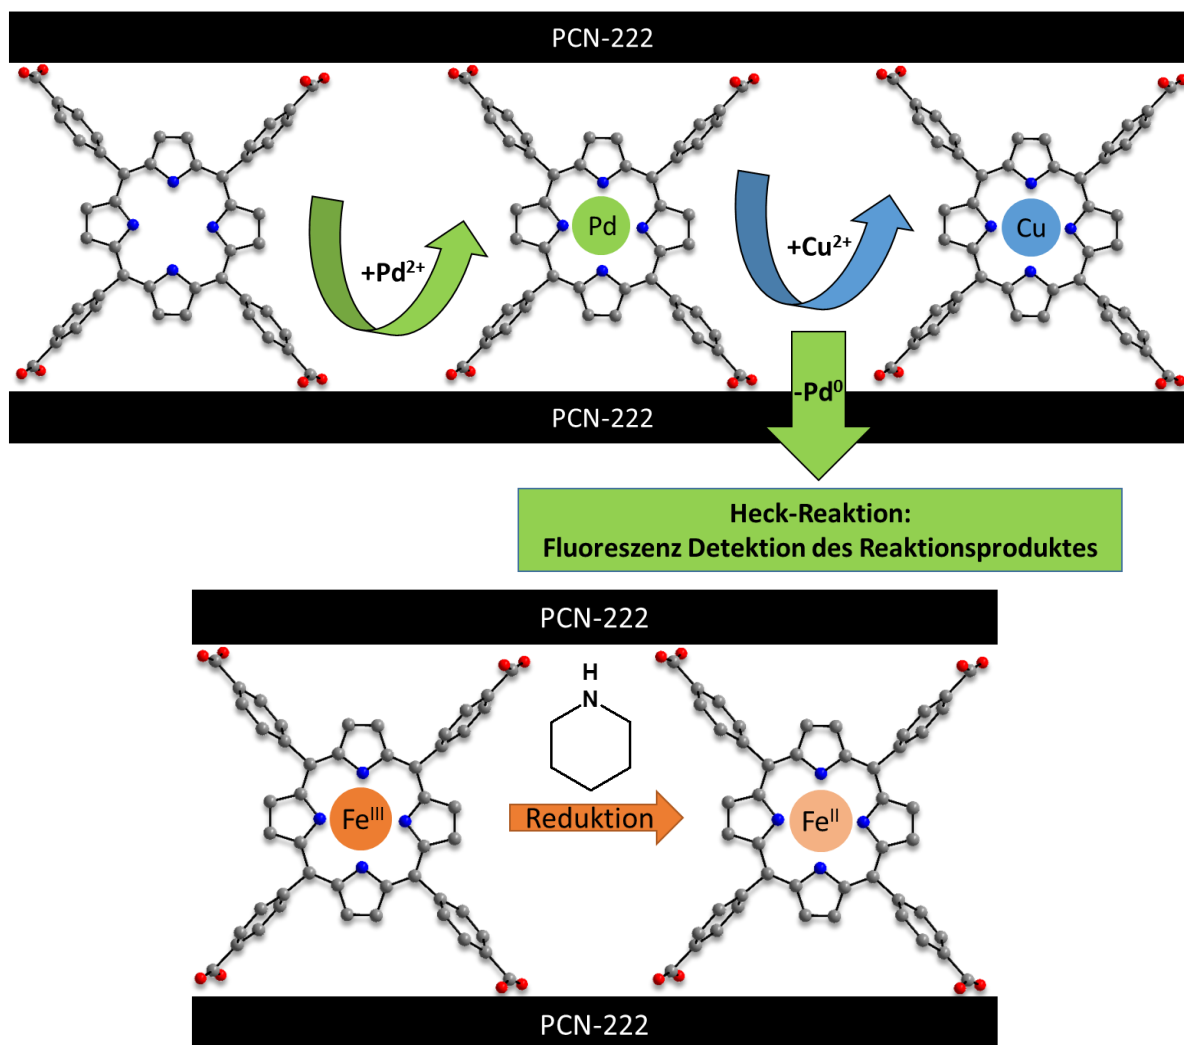 PCN-222
Pd
Cu
+Pd²⁺
+Cu²⁺
-Pd⁰
PCN-222
Heck-Reaktion:
Fluoreszenz Detektion des Reaktionsproduktes
PCN-222
H
N
Feᴵᴵᴵ
Reduktion
Feᴵᴵ
PCN-222